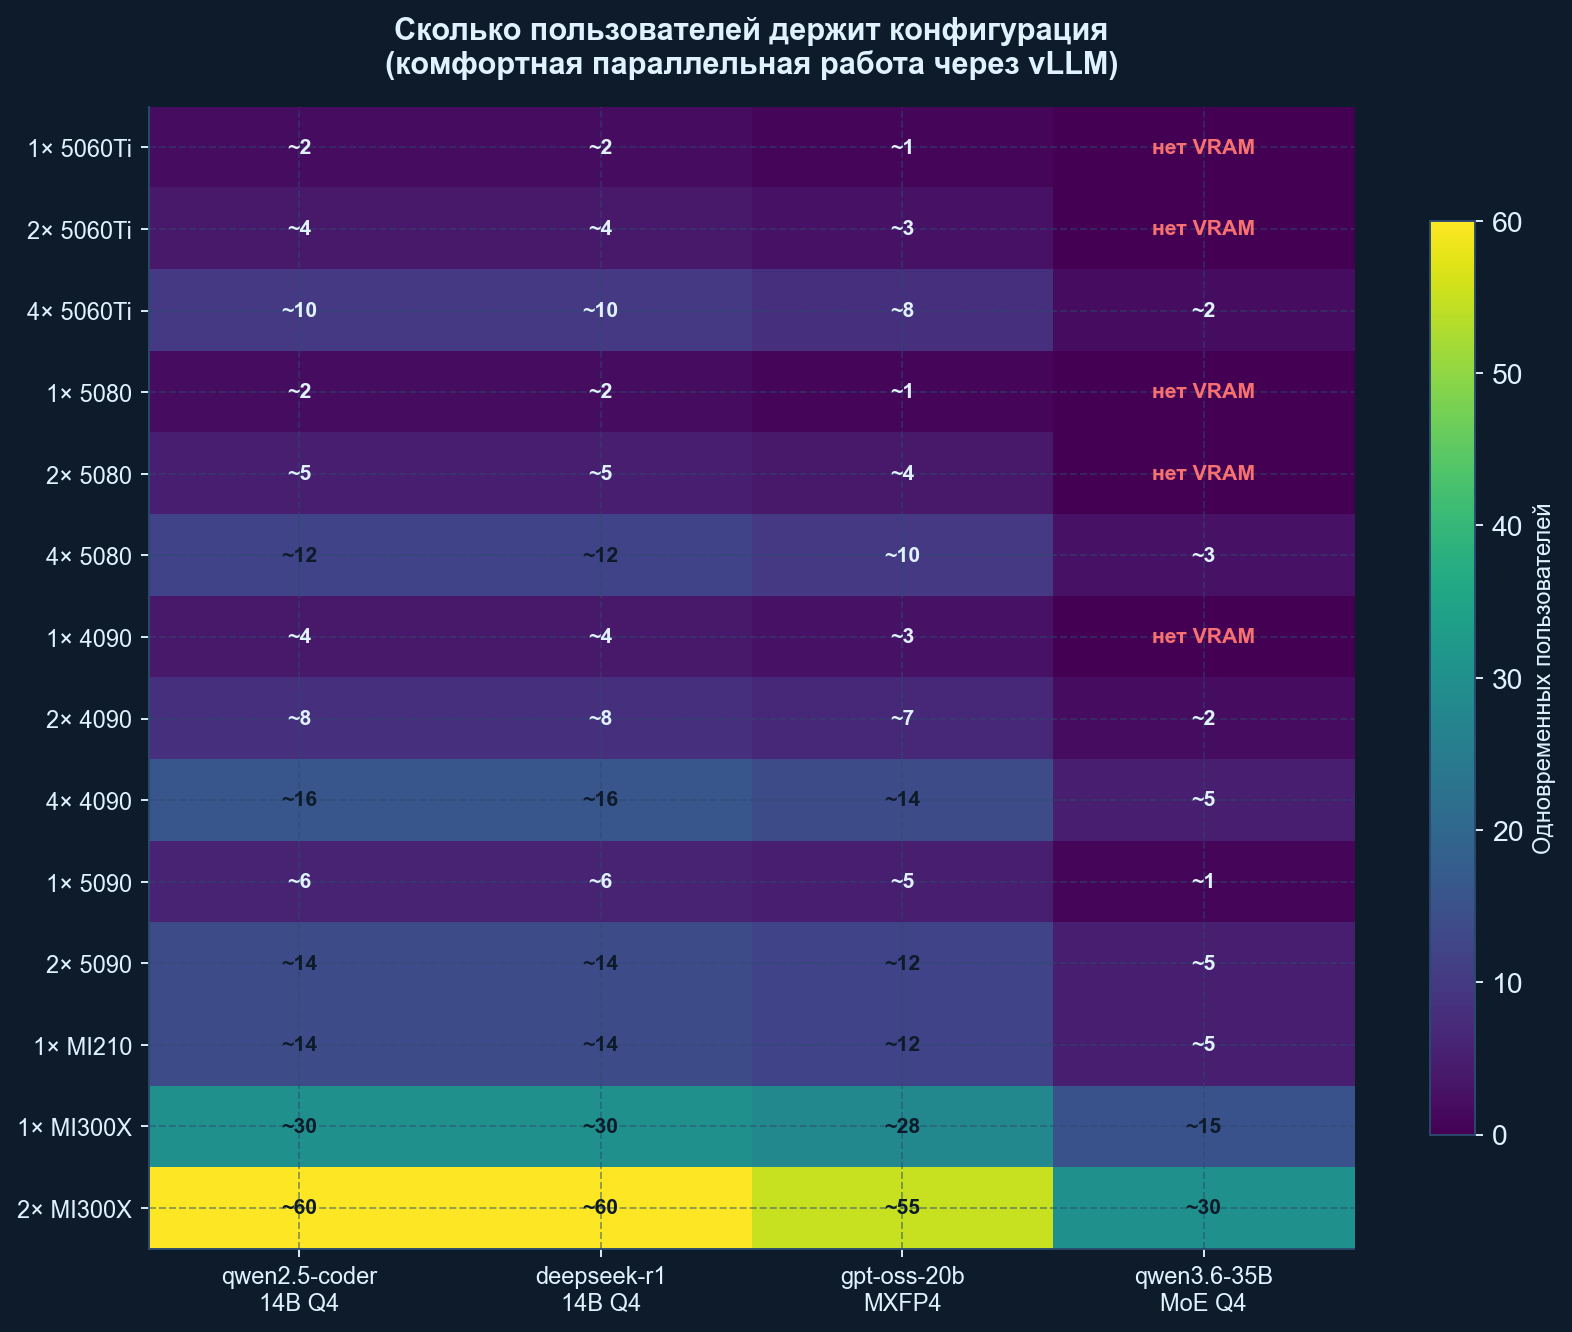 Сколько пользователей держит конфигурация
(комфортная параллельная работа через vLLM)
1× 5060Ti ~2 ~2 ~1 нет VRAM
2× 5060Ti ~4 ~4 ~3 нет VRAM
4× 5060Ti ~10 ~10 ~8 ~2
1× 5080 ~2 ~2 ~1 нет VRAM
2× 5080 ~5 ~5 ~4 нет VRAM
4× 5080 ~12 ~12 ~10 ~3
1× 4090 ~4 ~4 ~3 нет VRAM
2× 4090 ~8 ~8 ~7 ~2
4× 4090 ~16 ~16 ~14 ~5
1× 5090 ~6 ~6 ~5 ~1
2× 5090 ~14 ~14 ~12 ~5
1× MI210 ~14 ~14 ~12 ~5
1× MI300X ~30 ~30 ~28 ~15
2× MI300X ~60 ~60 ~55 ~30
qwen2.5-coder
14B Q4
deepseek-r1
14B Q4
gpt-oss-20b
MXFP4
qwen3.6-35B
MoE Q4
60
50
40
30
20
10
0
Одновременных пользователей